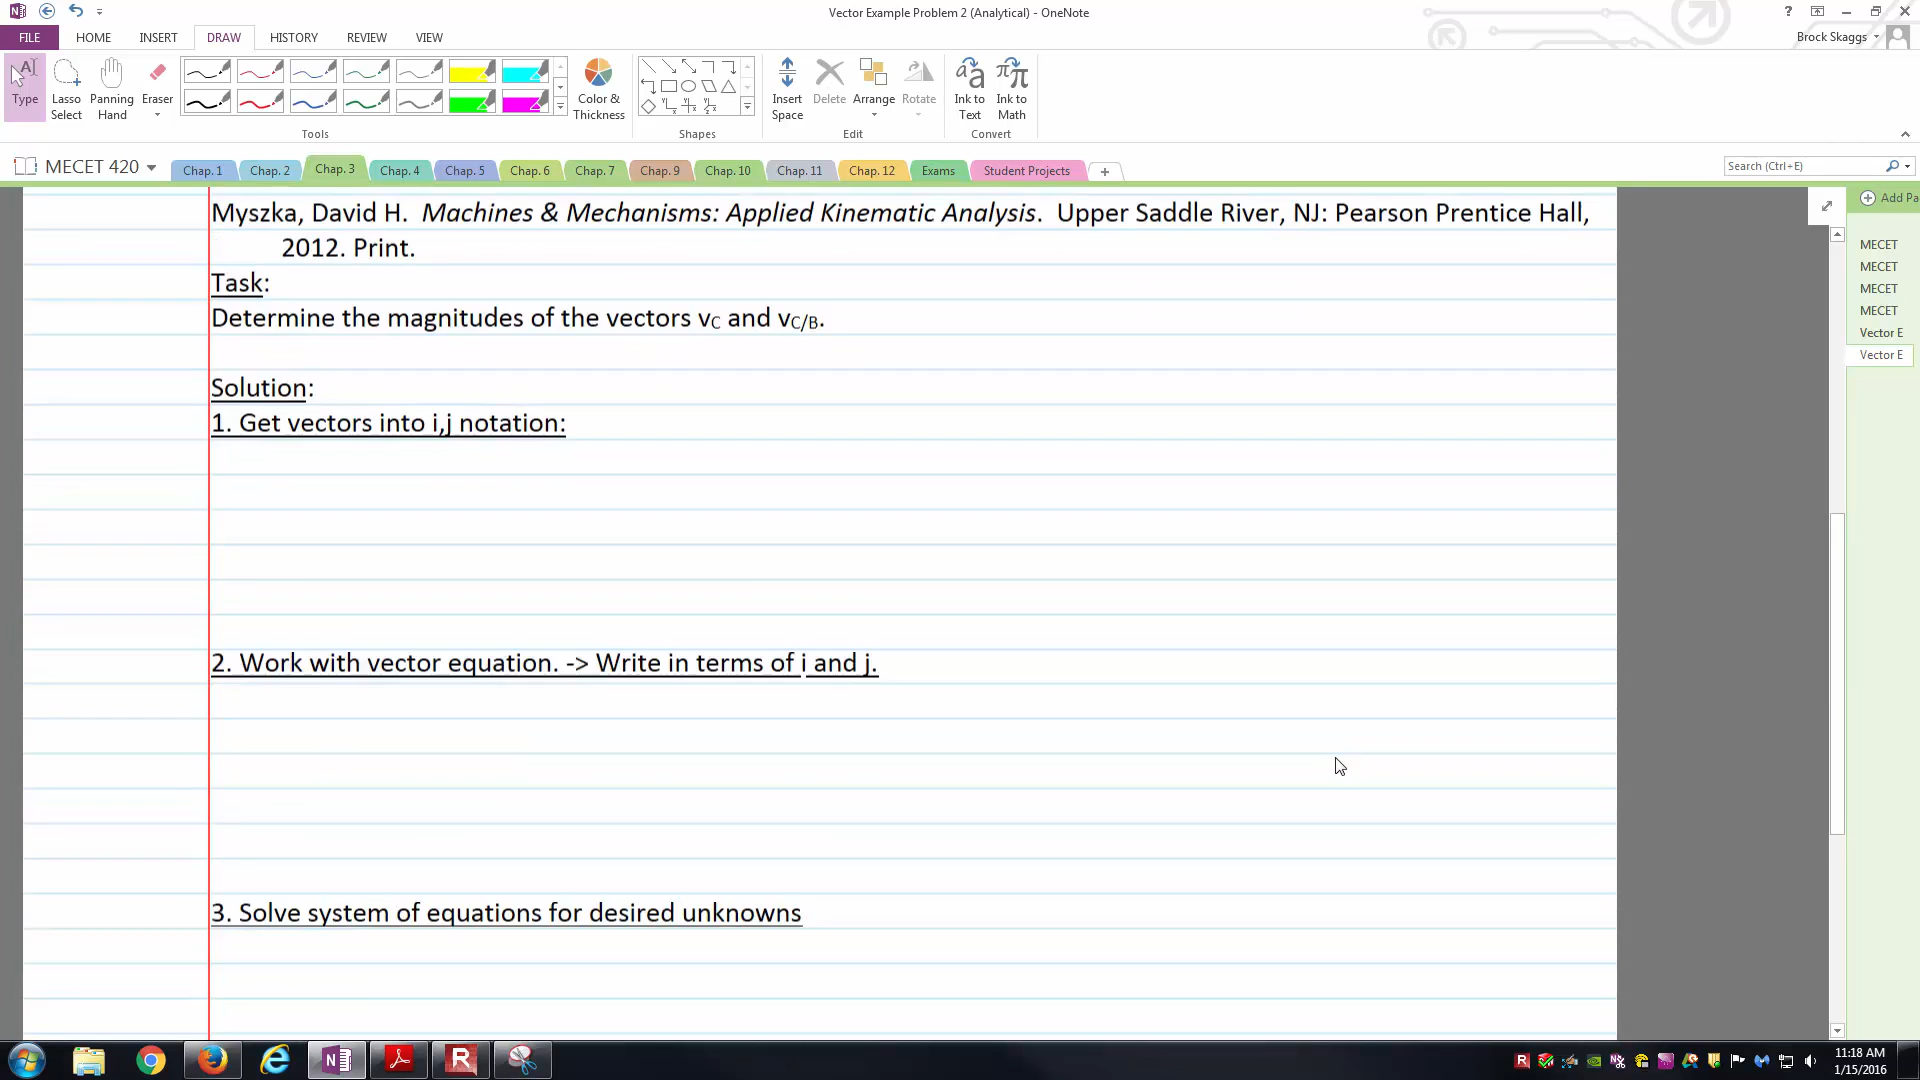 Vector Example Problem 2 (Analytical) - OneNote
FILE HOME INSERT DRAW HISTORY REVIEW VIEW
Brock Skaggs
Type
Lasso Select
Panning Hand
Eraser
Color & Thickness
Insert Space
Delete
Arrange
Rotate
Ink to Text
Ink to Math
Tools
Shapes
Edit
Convert
MECET 420
Chap. 1 Chap. 2 Chap. 3 Chap. 4 Chap. 5 Chap. 6 Chap. 7 Chap. 9 Chap. 10 Chap. 11 Chap. 12 Exams Student Projects
Search (Ctrl+E)
Add Pa
MECET
MECET
MECET
MECET
Vector E
Vector E
Myszka, David H. Machines & Mechanisms: Applied Kinematic Analysis. Upper Saddle River, NJ: Pearson Prentice Hall,
2012. Print.
Task:
Determine the magnitudes of the vectors vC and vC/B.
Solution:
1. Get vectors into i,j notation:
2. Work with vector equation. -> Write in terms of i and j.
3. Solve system of equations for desired unknowns
11:18 AM
1/15/2016